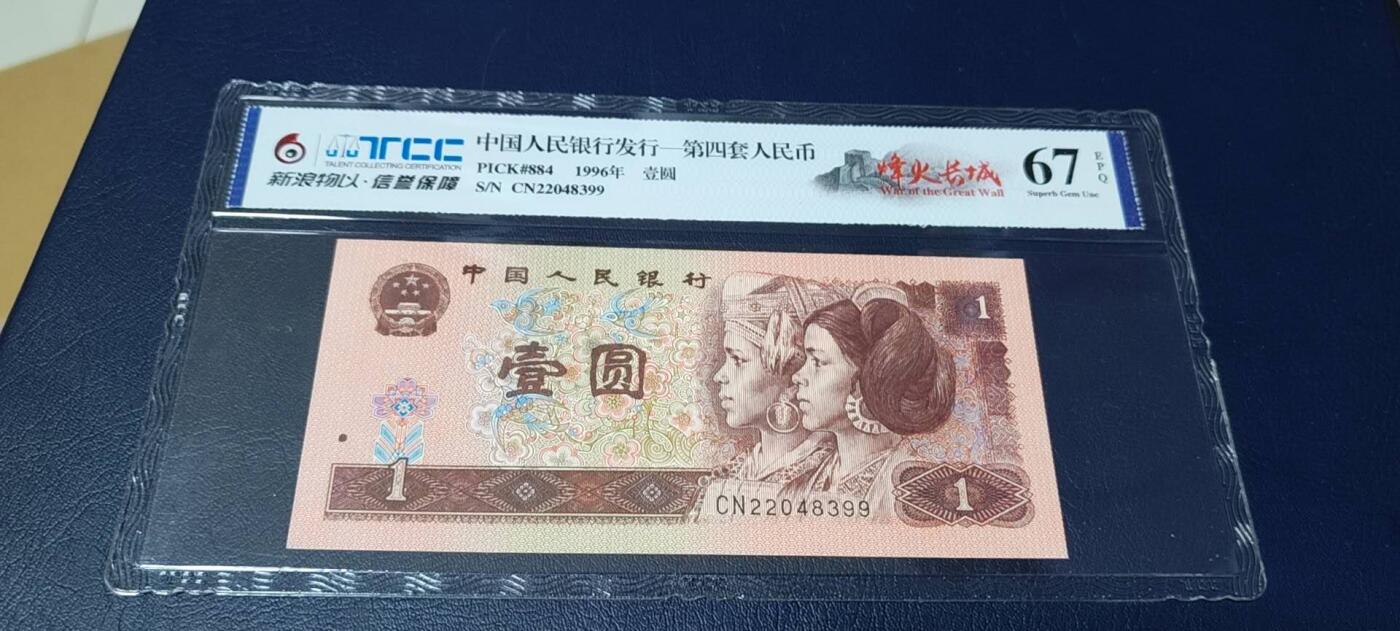 TCC
TALENT COLLECTING CERTIFICATION
新浪物以·信誉保障
中国人民银行发行—第四套人民币
PICK#884 1996年 壹圆
S/N CN22048399
烽火长城
War of the Great Wall
67
EPQ
Superb Gem Unc
中国人民银行
1
壹圆
1
CN22048399
1